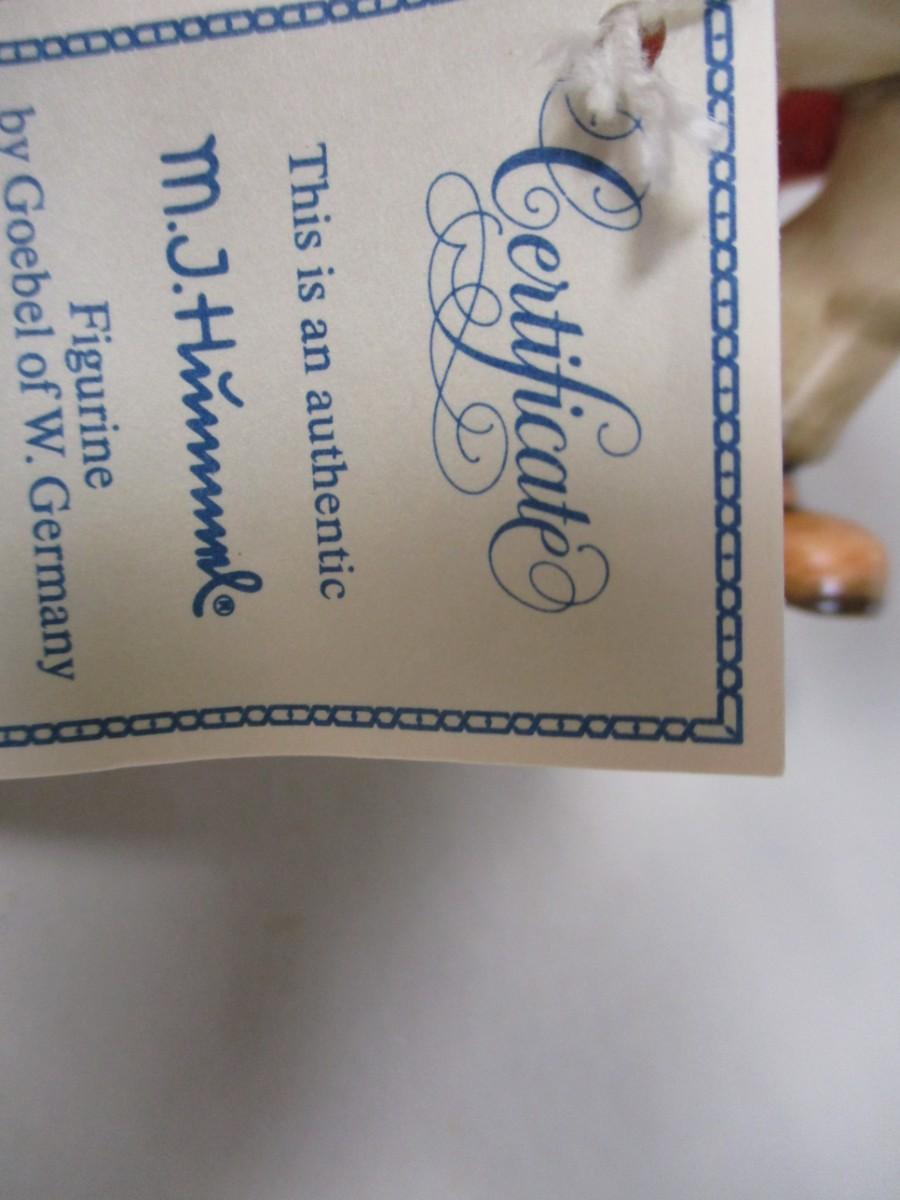 Certificate
This is an authentic
M.J.Hummel®
Figurine
by Goebel of W. Germany